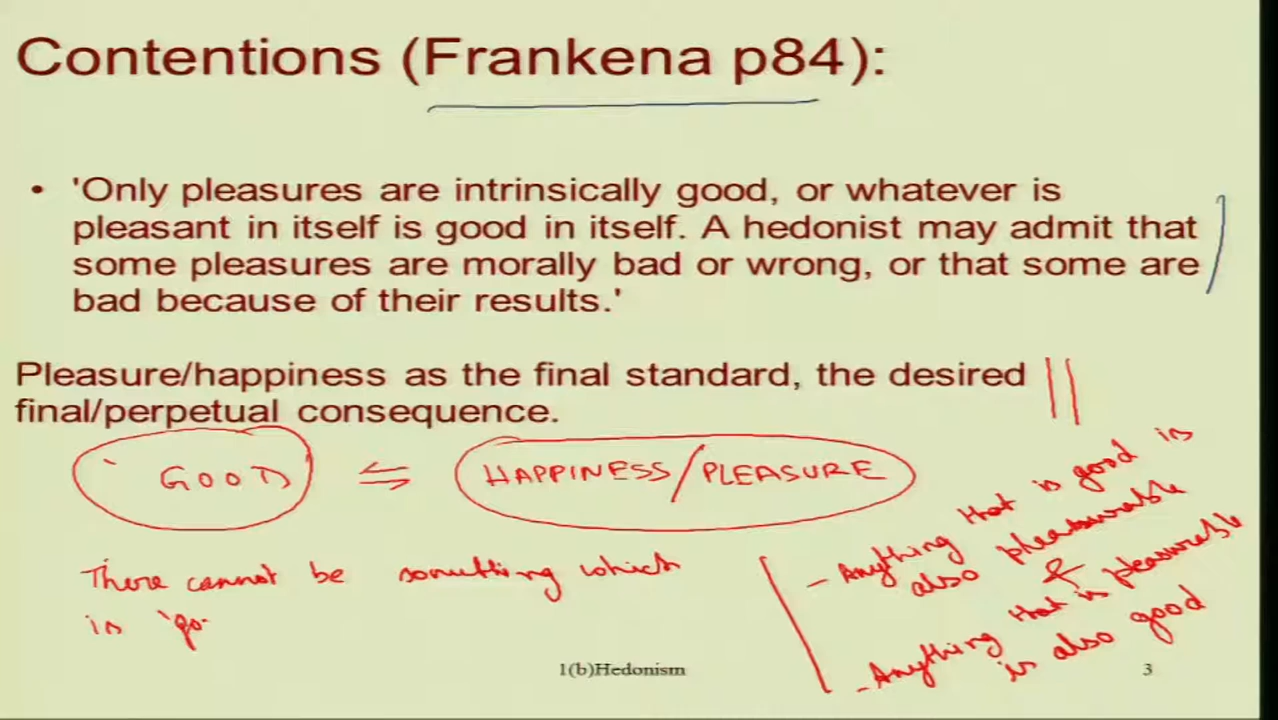 Contentions (Frankena p84):
• 'Only pleasures are intrinsically good, or whatever is
pleasant in itself is good in itself. A hedonist may admit that
some pleasures are morally bad or wrong, or that some are
bad because of their results.'
Pleasure/happiness as the final standard, the desired
final/perpetual consequence.
GOOD ⇆ HAPPINESS/PLEASURE
There cannot be something which
is 'go
- Anything that is good is
also pleasurable
&
- Anything that is pleasurable
is also good
1(b)Hedonism
3